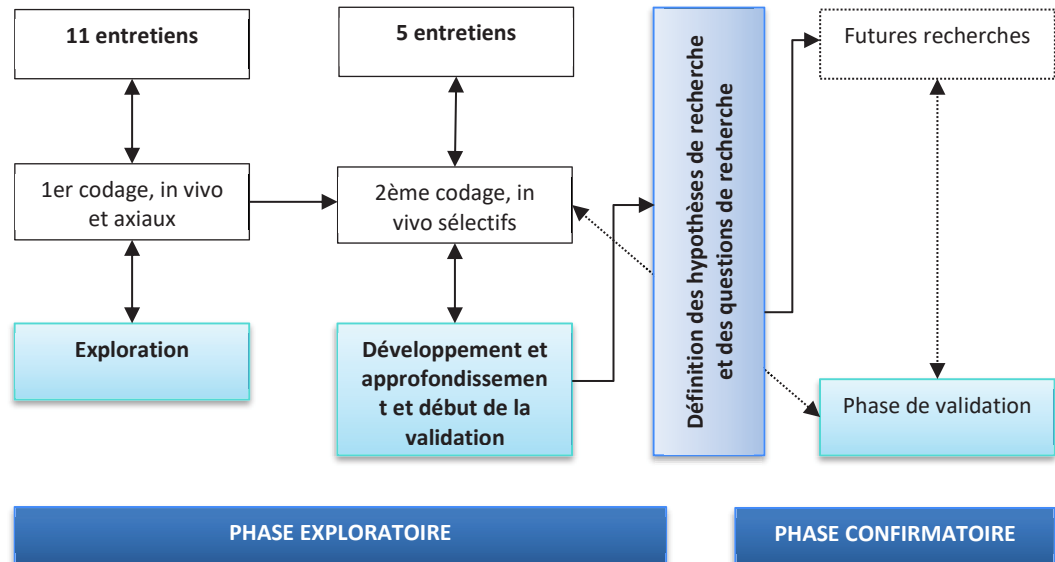 11 entretiens
5 entretiens
Futures recherches
1er codage, in vivo
et axiaux
2ème codage, in
vivo sélectifs
Définition des hypothèses de recherche
et des questions de recherche
Exploration
Développement et
approfondissemen
t et début de la
validation
Phase de validation
PHASE EXPLORATOIRE
PHASE CONFIRMATOIRE